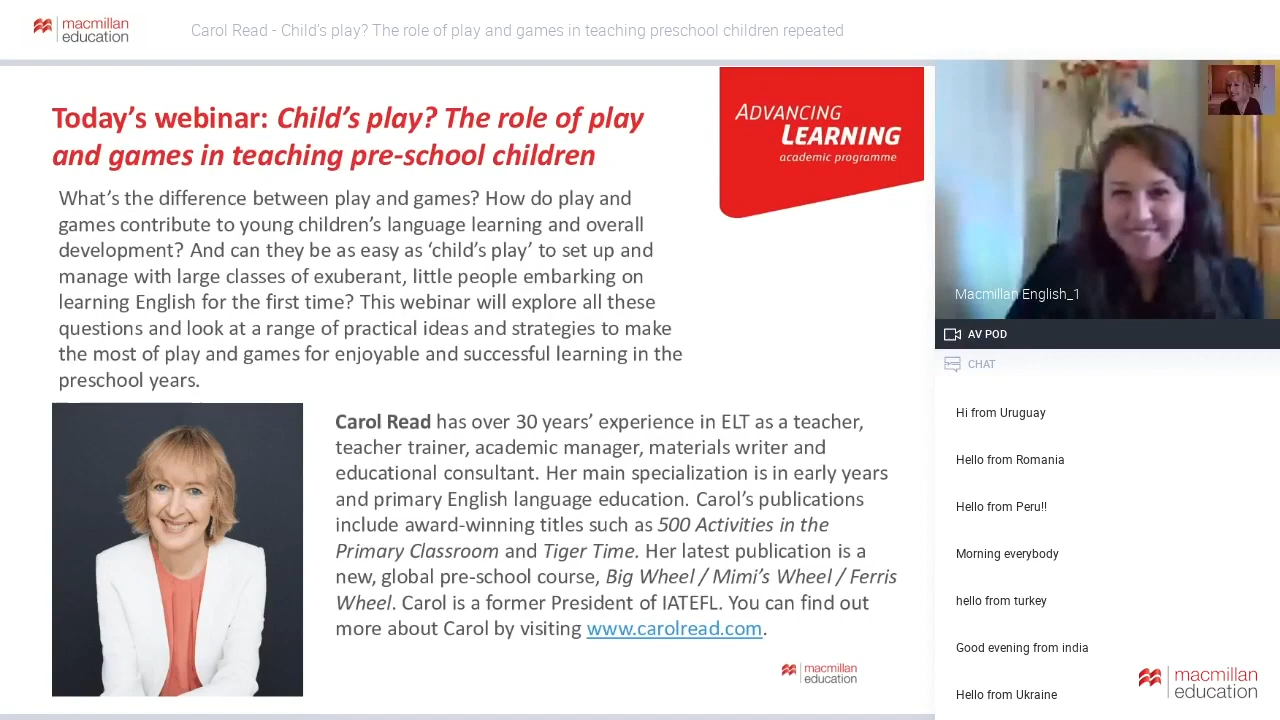 macmillan
education
Carol Read - Child's play? The role of play and games in teaching preschool children repeated
Today's webinar: Child's play? The role of play
and games in teaching pre-school children
ADVANCING
LEARNING
academic programme
What's the difference between play and games? How do play and
games contribute to young children's language learning and overall
development? And can they be as easy as 'child's play' to set up and
manage with large classes of exuberant, little people embarking on
learning English for the first time? This webinar will explore all these
questions and look at a range of practical ideas and strategies to make
the most of play and games for enjoyable and successful learning in the
preschool years.
Carol Read has over 30 years' experience in ELT as a teacher,
teacher trainer, academic manager, materials writer and
educational consultant. Her main specialization is in early years
and primary English language education. Carol's publications
include award-winning titles such as 500 Activities in the
Primary Classroom and Tiger Time. Her latest publication is a
new, global pre-school course, Big Wheel / Mimi's Wheel / Ferris
Wheel. Carol is a former President of IATEFL. You can find out
more about Carol by visiting www.carolread.com.
macmillan
education
Macmillan English_1
AV POD
CHAT
Hi from Uruguay
Hello from Romania
Hello from Peru!!
Morning everybody
hello from turkey
Good evening from india
Hello from Ukraine
macmillan
education